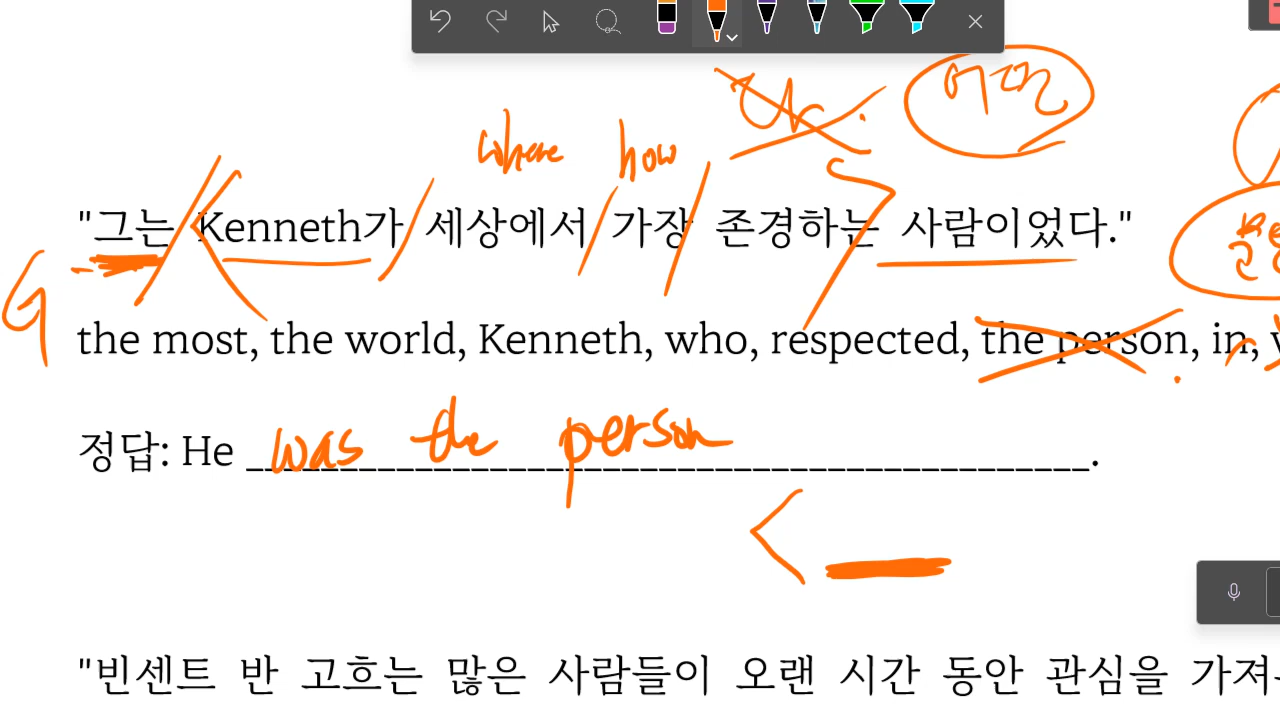 어떤
where how
"그는 Kenneth가 세상에서 가장 존경하는 사람이었다."
the most, the world, Kenneth, who, respected, the person, in,
정답: He was the person ________.
"빈센트 반 고흐는 많은 사람들이 오랜 시간 동안 관심을 가져